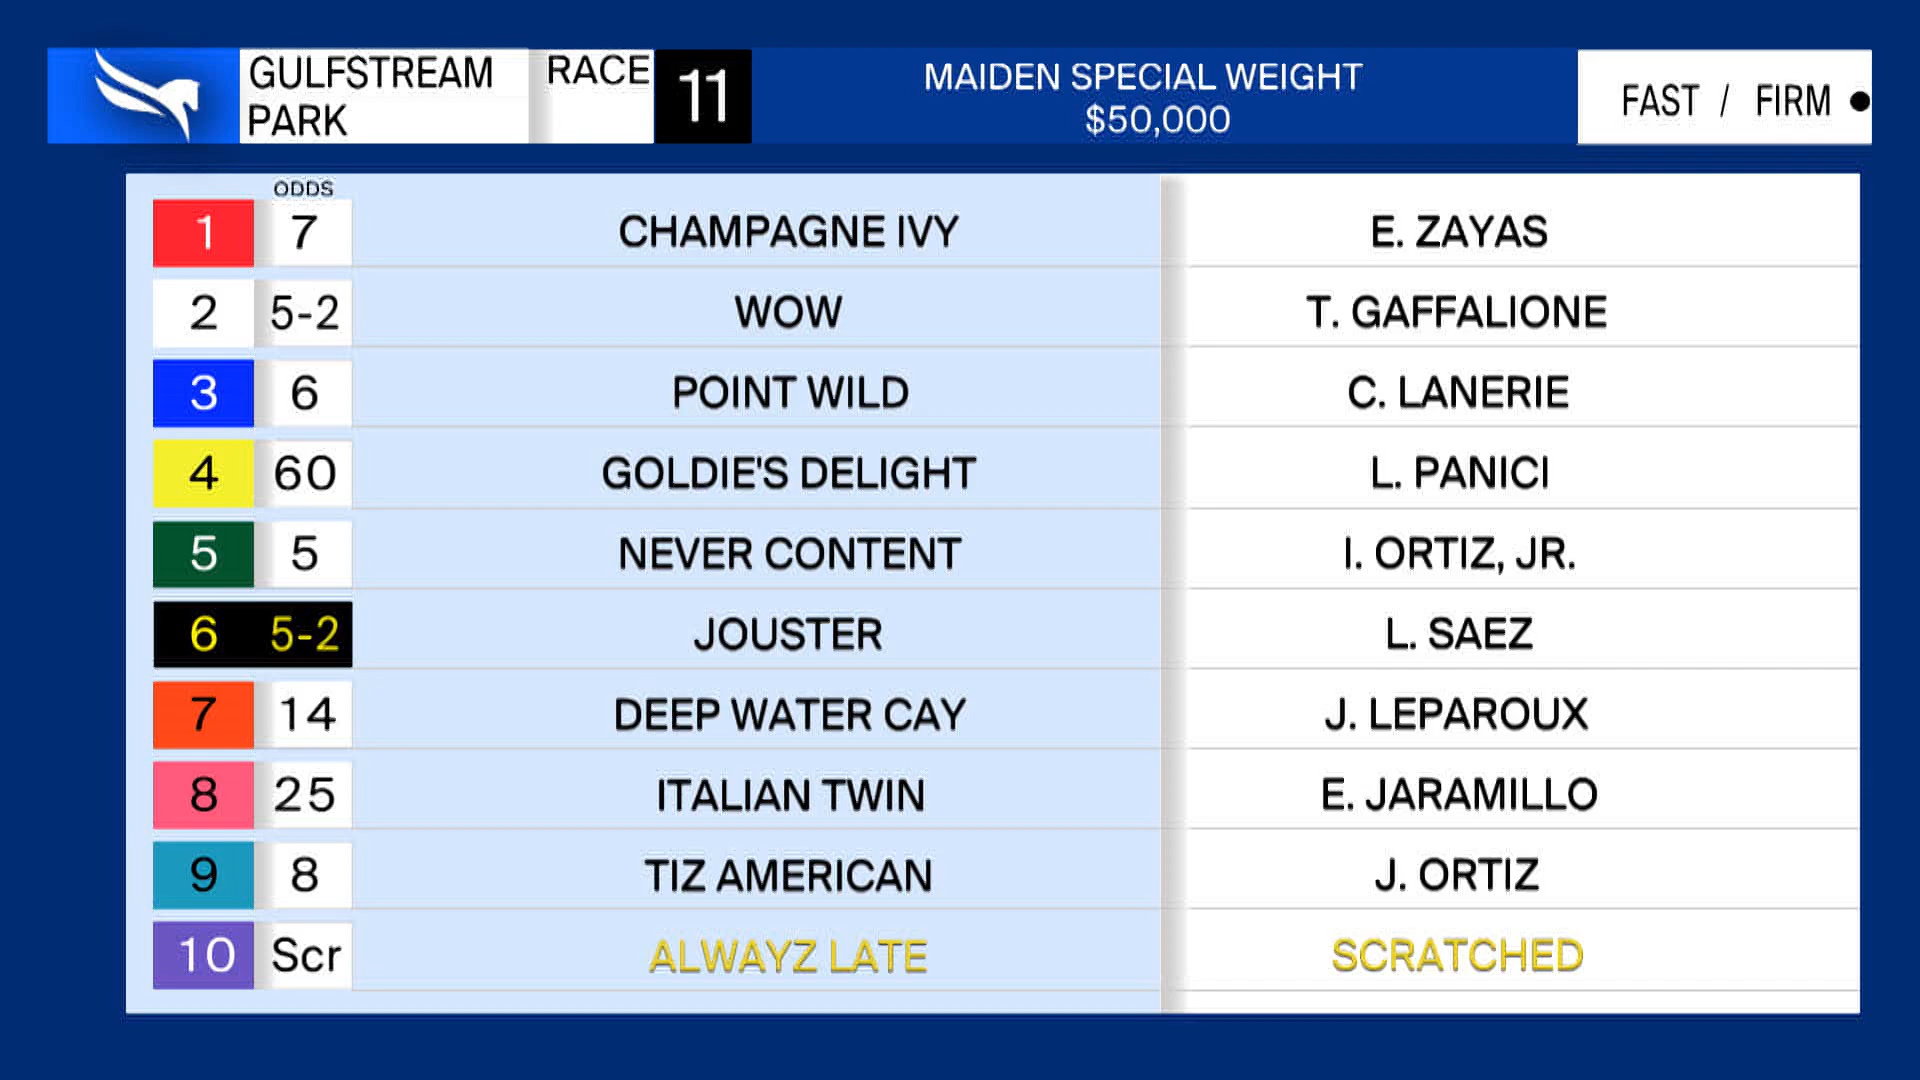 GULFSTREAM
PARK
RACE
11
MAIDEN SPECIAL WEIGHT
$50,000
FAST / FIRM
ODDS
1 7 CHAMPAGNE IVY E. ZAYAS
2 5-2 WOW T. GAFFALIONE
3 6 POINT WILD C. LANERIE
4 60 GOLDIE'S DELIGHT L. PANICI
5 5 NEVER CONTENT I. ORTIZ, JR.
6 5-2 JOUSTER L. SAEZ
7 14 DEEP WATER CAY J. LEPAROUX
8 25 ITALIAN TWIN E. JARAMILLO
9 8 TIZ AMERICAN J. ORTIZ
10 Scr ALWAYZ LATE SCRATCHED